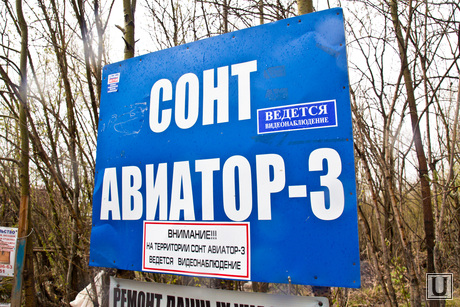 СОНТ
ВЕДЕТСЯ
ВИДЕОНАБЛЮДЕНИЕ
АВИАТОР-3
ВНИМАНИЕ!!!
НА ТЕРРИТОРИИ СОНТ АВИАТОР-3
ВЕДЕТСЯ ВИДЕОНАБЛЮДЕНИЕ
РЕМОНТ
U